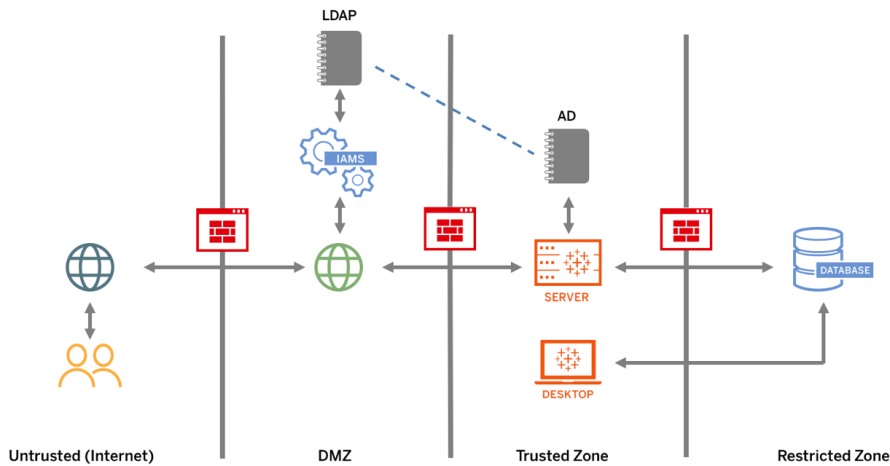 LDAP
AD
IAMS
SERVER
DATABASE
DESKTOP
Untrusted (Internet)
DMZ
Trusted Zone
Restricted Zone